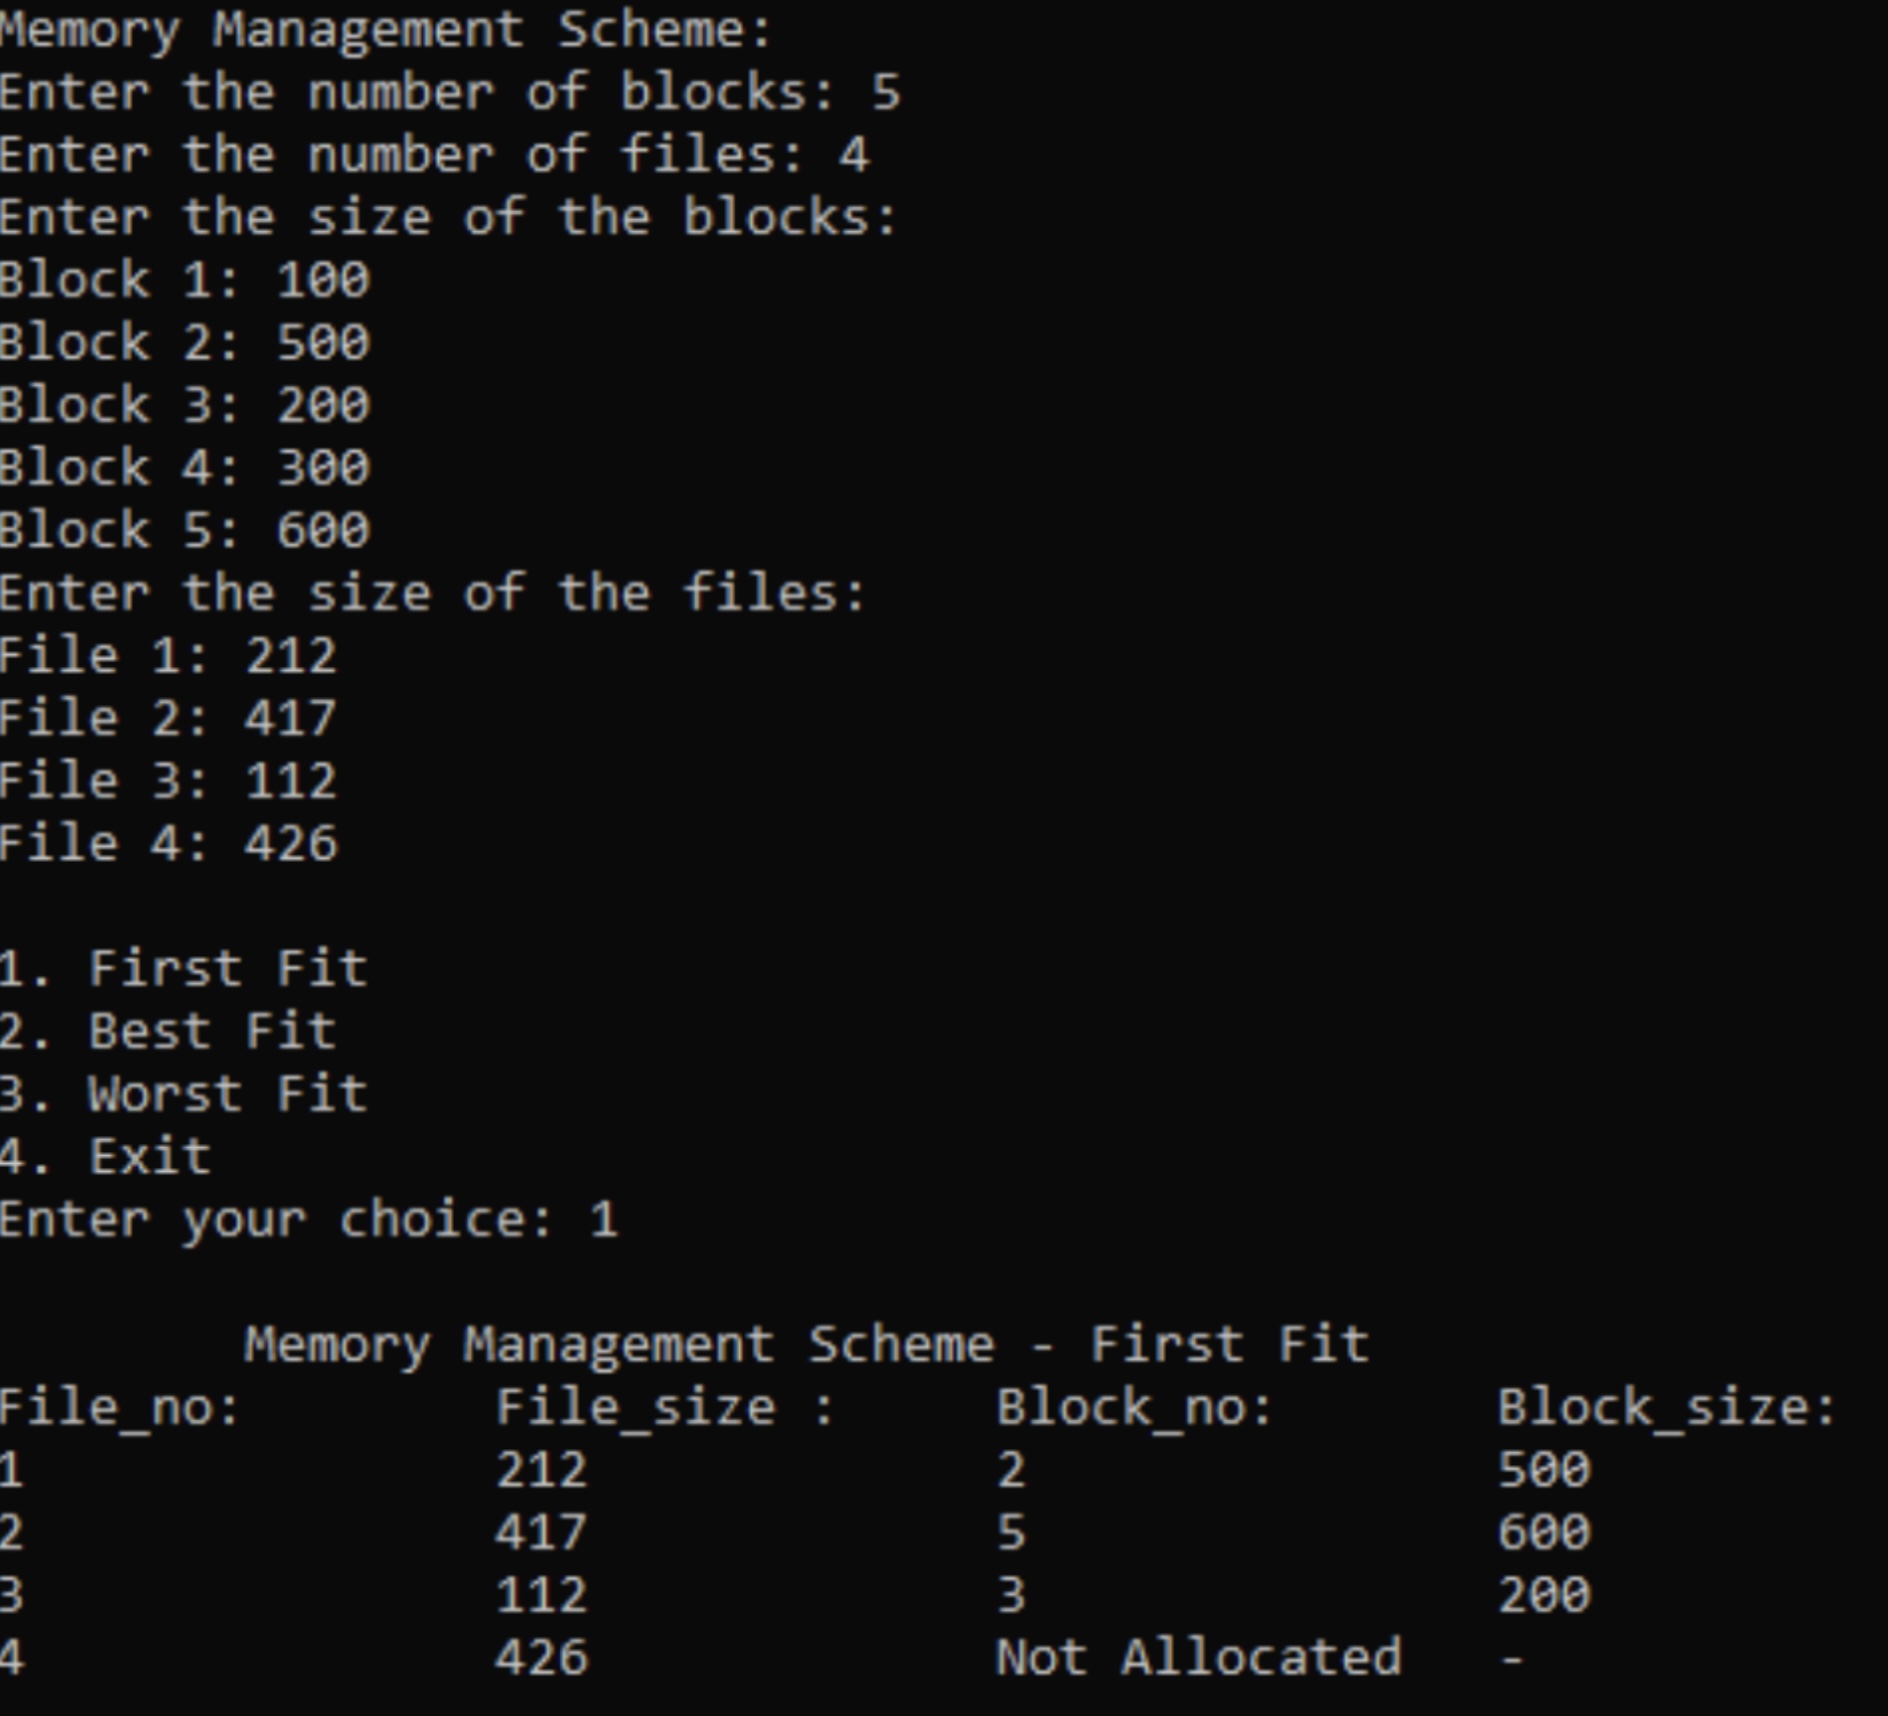 Memory Management Scheme:
Enter the number of blocks: 5
Enter the number of files: 4
Enter the size of the blocks:
Block 1: 100
Block 2: 500
Block 3: 200
Block 4: 300
Block 5: 600
Enter the size of the files:
File 1: 212
File 2: 417
File 3: 112
File 4: 426
1. First Fit
2. Best Fit
3. Worst Fit
4. Exit
Enter your choice: 1
Memory Management Scheme - First Fit
File_no: File_size : Block_no: Block_size:
1 212 2 500
2 417 5 600
3 112 3 200
4 426 Not Allocated -